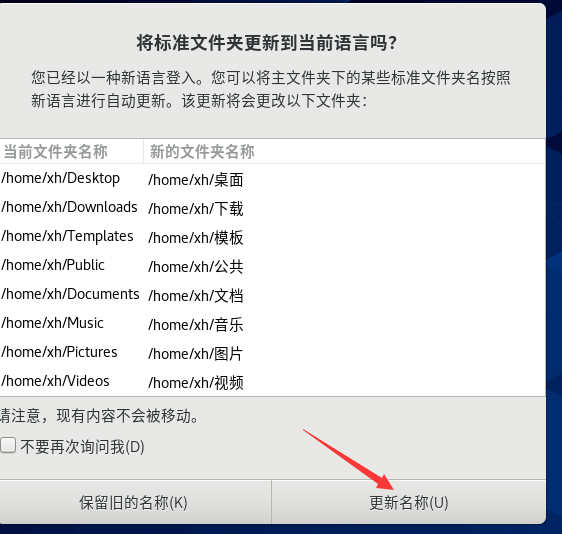 将标准文件夹更新到当前语言吗？
您已经以一种新语言登入。您可以将主文件夹下的某些标准文件夹名按照
新语言进行自动更新。该更新将会更改以下文件夹：
当前文件夹名称 新的文件夹名称
/home/xh/Desktop /home/xh/桌面
/home/xh/Downloads /home/xh/下载
/home/xh/Templates /home/xh/模板
/home/xh/Public /home/xh/公共
/home/xh/Documents /home/xh/文档
/home/xh/Music /home/xh/音乐
/home/xh/Pictures /home/xh/图片
/home/xh/Videos /home/xh/视频
请注意，现有内容不会被移动。
不要再次询问我(D)
保留旧的名称(K) 更新名称(U)